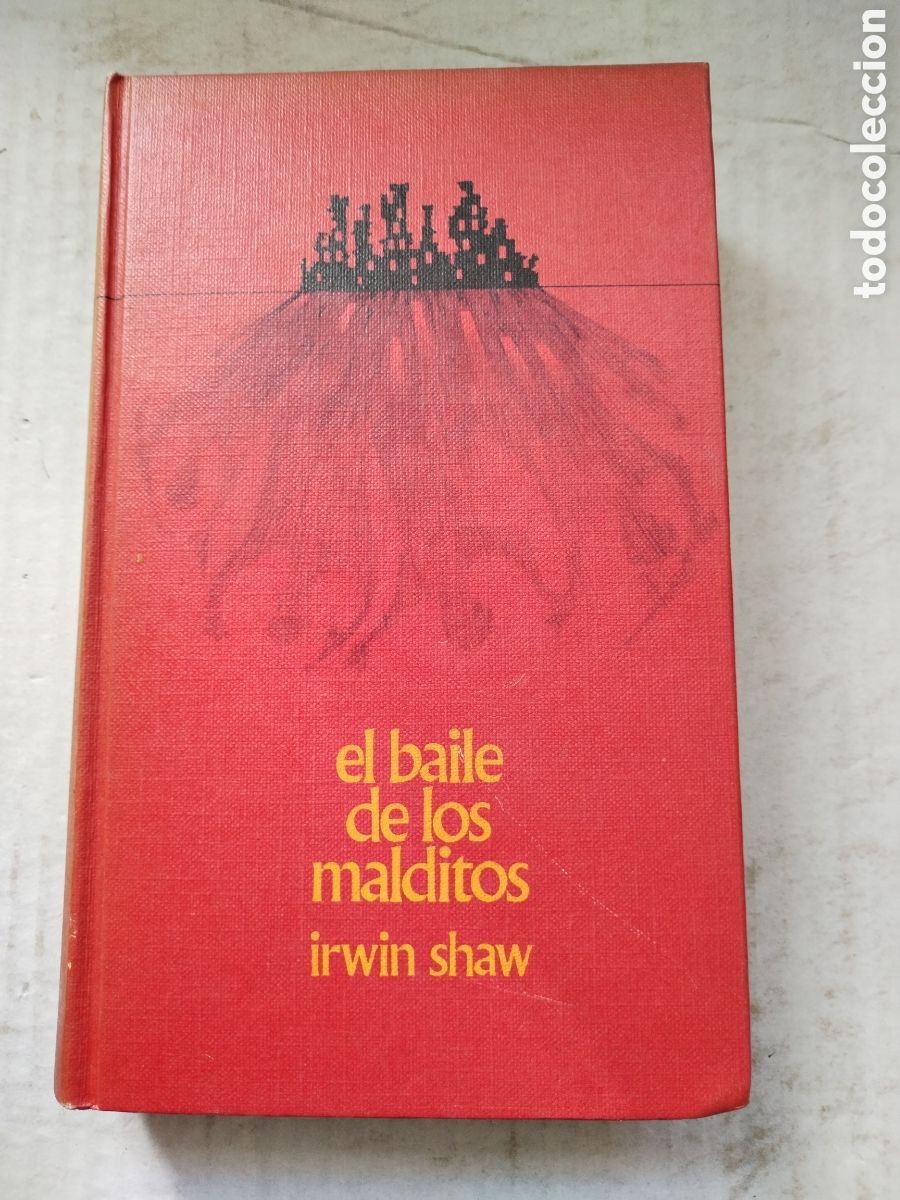 todocoleccion
el baile
de los
malditos
irwin shaw